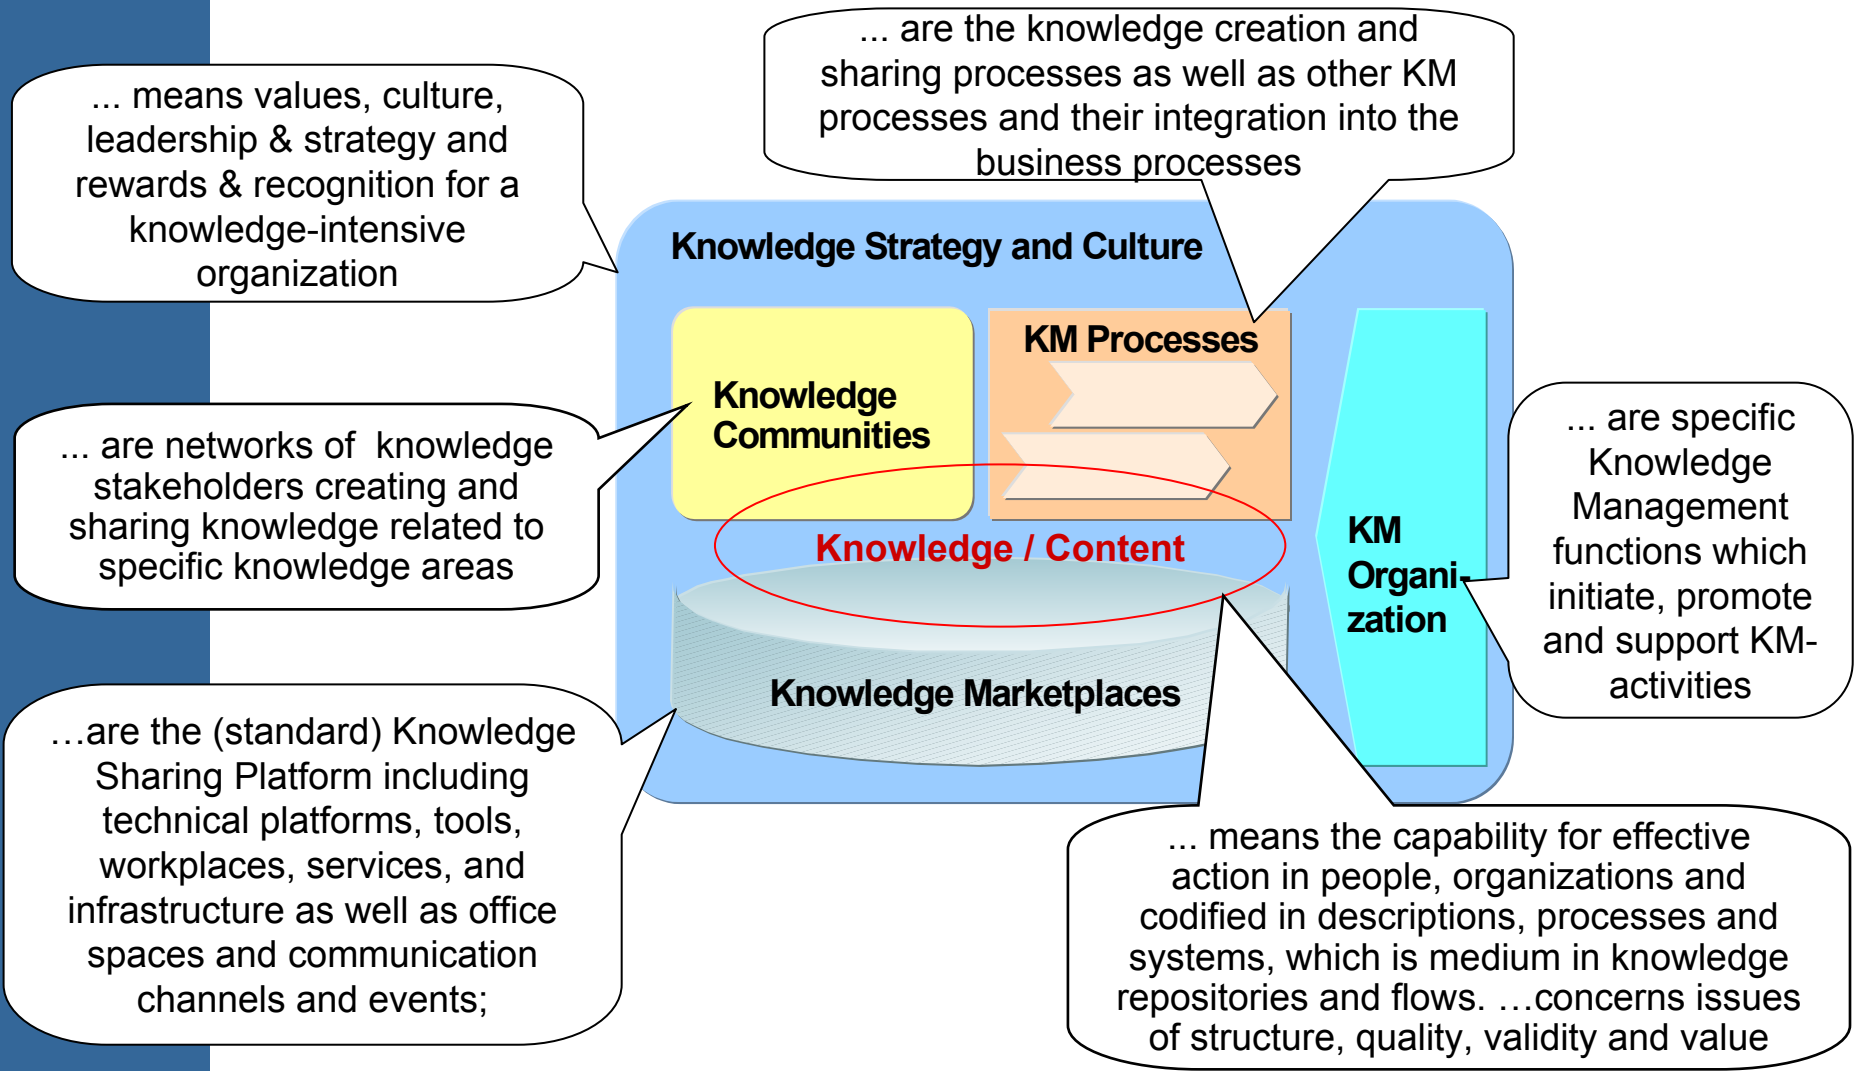 ... are the knowledge creation and
sharing processes as well as other KM
processes and their integration into the
business processes
... means values, culture,
leadership & strategy and
rewards & recognition for a
knowledge-intensive
organization
Knowledge Strategy and Culture
KM Processes
Knowledge
Communities
... are networks of  knowledge
stakeholders creating and
sharing knowledge related to
specific knowledge areas
Knowledge / Content
KM
Organi-
zation
... are specific
Knowledge
Management
functions which
initiate, promote
and support KM-
activities
Knowledge Marketplaces
…are the (standard) Knowledge
Sharing Platform including
technical platforms, tools,
workplaces, services, and
infrastructure as well as office
spaces and communication
channels and events;
... means the capability for effective
action in people, organizations and
codified in descriptions, processes and
systems, which is medium in knowledge
repositories and flows. …concerns issues
of structure, quality, validity and value